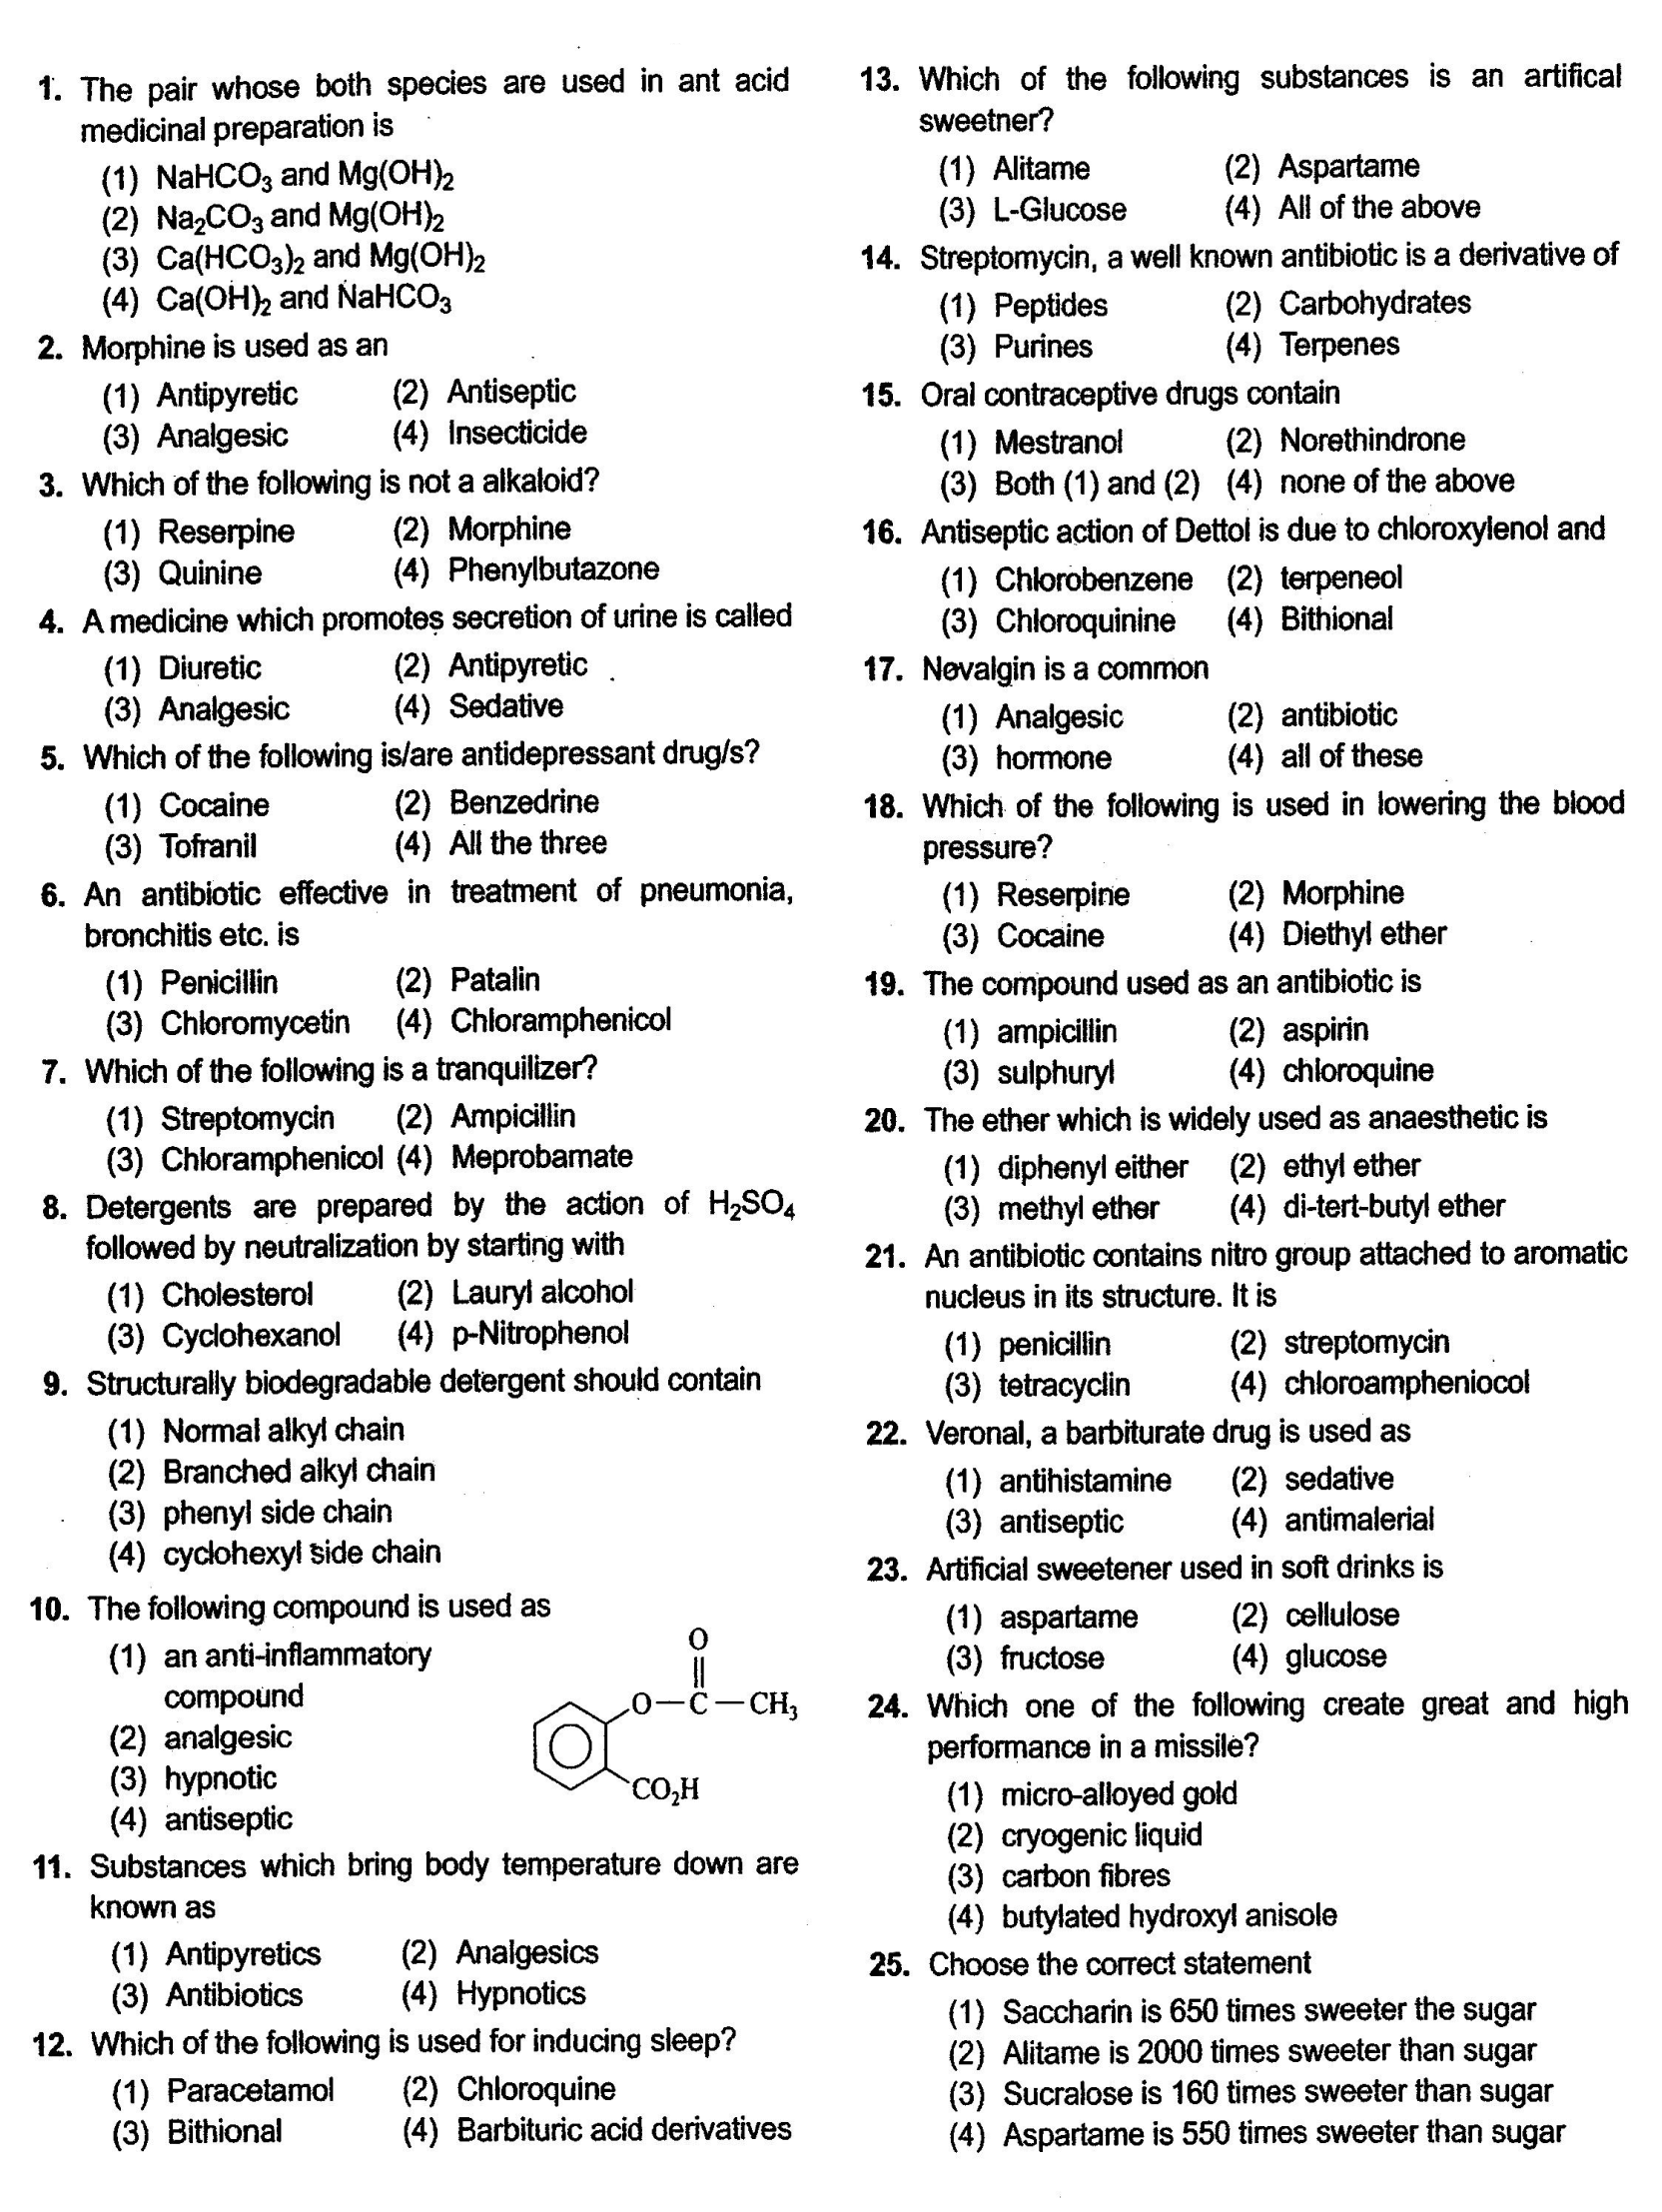 1. The pair whose both species are used in ant acid
medicinal preparation is
(1) NaHCO₃ and Mg(OH)₂
(2) Na₂CO₃ and Mg(OH)₂
(3) Ca(HCO₃)₂ and Mg(OH)₂
(4) Ca(OH)₂ and NaHCO₃
2. Morphine is used as an
(1) Antipyretic (2) Antiseptic
(3) Analgesic (4) Insecticide
3. Which of the following is not a alkaloid?
(1) Reserpine (2) Morphine
(3) Quinine (4) Phenylbutazone
4. A medicine which promotes secretion of urine is called
(1) Diuretic (2) Antipyretic
(3) Analgesic (4) Sedative
5. Which of the following is/are antidepressant drug/s?
(1) Cocaine (2) Benzedrine
(3) Tofranil (4) All the three
6. An antibiotic effective in treatment of pneumonia,
bronchitis etc. is
(1) Penicillin (2) Patalin
(3) Chloromycetin (4) Chloramphenicol
7. Which of the following is a tranquilizer?
(1) Streptomycin (2) Ampicillin
(3) Chloramphenicol (4) Meprobamate
8. Detergents are prepared by the action of H₂SO₄
followed by neutralization by starting with
(1) Cholesterol (2) Lauryl alcohol
(3) Cyclohexanol (4) p-Nitrophenol
9. Structurally biodegradable detergent should contain
(1) Normal alkyl chain
(2) Branched alkyl chain
(3) phenyl side chain
(4) cyclohexyl side chain
10. The following compound is used as
(1) an anti-inflammatory
compound
(2) analgesic
(3) hypnotic
(4) antiseptic
O
O—C—CH₃
CO₂H
11. Substances which bring body temperature down are
known as
(1) Antipyretics (2) Analgesics
(3) Antibiotics (4) Hypnotics
12. Which of the following is used for inducing sleep?
(1) Paracetamol (2) Chloroquine
(3) Bithional (4) Barbituric acid derivatives
13. Which of the following substances is an artifical
sweetner?
(1) Alitame (2) Aspartame
(3) L-Glucose (4) All of the above
14. Streptomycin, a well known antibiotic is a derivative of
(1) Peptides (2) Carbohydrates
(3) Purines (4) Terpenes
15. Oral contraceptive drugs contain
(1) Mestranol (2) Norethindrone
(3) Both (1) and (2) (4) none of the above
16. Antiseptic action of Dettol is due to chloroxylenol and
(1) Chlorobenzene (2) terpeneol
(3) Chloroquinine (4) Bithional
17. Novalgin is a common
(1) Analgesic (2) antibiotic
(3) hormone (4) all of these
18. Which of the following is used in lowering the blood
pressure?
(1) Reserpine (2) Morphine
(3) Cocaine (4) Diethyl ether
19. The compound used as an antibiotic is
(1) ampicillin (2) aspirin
(3) sulphuryl (4) chloroquine
20. The ether which is widely used as anaesthetic is
(1) diphenyl either (2) ethyl ether
(3) methyl ether (4) di-tert-butyl ether
21. An antibiotic contains nitro group attached to aromatic
nucleus in its structure. It is
(1) penicillin (2) streptomycin
(3) tetracyclin (4) chloroampheniocol
22. Veronal, a barbiturate drug is used as
(1) antihistamine (2) sedative
(3) antiseptic (4) antimalerial
23. Artificial sweetener used in soft drinks is
(1) aspartame (2) cellulose
(3) fructose (4) glucose
24. Which one of the following create great and high
performance in a missile?
(1) micro-alloyed gold
(2) cryogenic liquid
(3) carbon fibres
(4) butylated hydroxyl anisole
25. Choose the correct statement
(1) Saccharin is 650 times sweeter the sugar
(2) Alitame is 2000 times sweeter than sugar
(3) Sucralose is 160 times sweeter than sugar
(4) Aspartame is 550 times sweeter than sugar